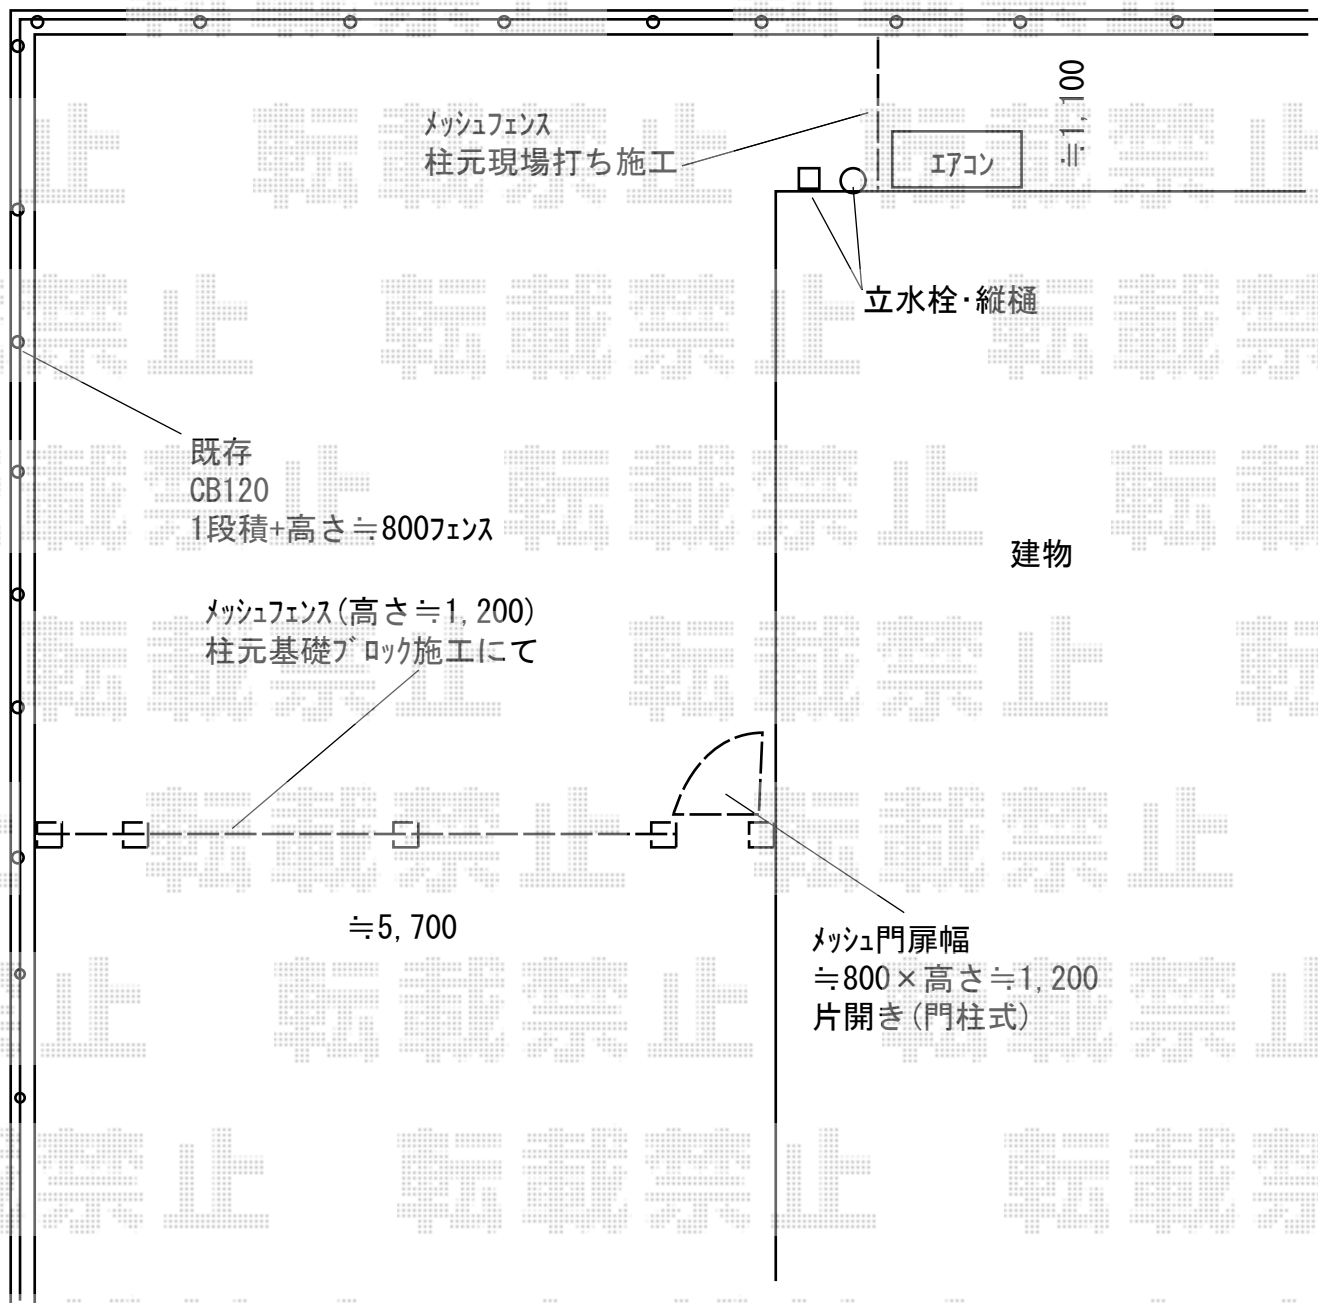 メッシュフェンス
柱元現場打ち施工
エアコン
≒1,100
立水栓・縦樋
既存
CB120
1段積+高さ≒800フェンス
建物
メッシュフェンス(高さ≒1,200)
柱元基礎ブロック施工にて
≒5,700
メッシュ門扉幅
≒800×高さ≒1,200
片開き(門柱式)
転載禁止